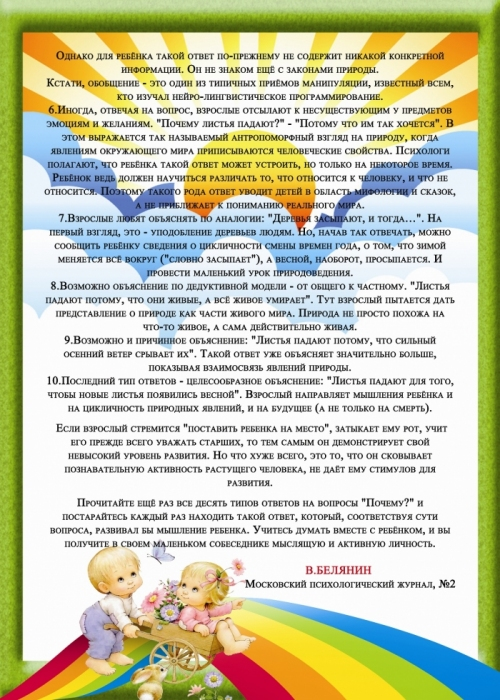 Однако для ребёнка такой ответ по-прежнему не содержит никакой конкретной
информации. Он не знаком ещё с законами природы.
Кстати, обобщение - это один из типичных приёмов манипуляции, известный всем,
кто изучал нейро-лингвистическое программирование.
6.Иногда, отвечая на вопрос, взрослые отсылают к несуществующим у предметов
эмоциям и желаниям. "Почему листья падают?" - "Потому что им так хочется". В
этом выражается так называемый антропоморфный взгляд на природу, когда
явлениям окружающего мира приписываются человеческие свойства. Психологи
полагают, что ребёнка такой ответ может устроить, но только на некоторое время.
Ребёнок ведь должен научиться различать то, что относится к человеку, и что не
относится. Поэтому такого рода ответ уводит детей в область мифологии и сказок,
а не приближает к пониманию реального мира.
7.Взрослые любят объяснять по аналогии: "Деревья засыпают, и тогда...". На
первый взгляд, это - уподобление деревьев людям. Но, начав так отвечать, можно
сообщить ребёнку сведения о цикличности смены времен года, о том, что зимой
меняется всё вокруг ("словно засыпает"), а весной, наоборот, просыпается. И
провести маленький урок природоведения.
8.Возможно объяснение по дедуктивной модели - от общего к частному. "Листья
падают потому, что они живые, а всё живое умирает". Тут взрослый пытается дать
представление о природе как части живого мира. Природа не просто похожа на
что-то живое, а сама действительно живая.
9.Возможно и причинное объяснение: "Листья падают потому, что сильный
осенний ветер срывает их". Такой ответ уже объясняет значительно больше,
показывая взаимосвязь явлений природы.
10.Последний тип ответов - целесообразное объяснение: "Листья падают для того,
чтобы новые листья появились весной". Взрослый направляет мышления ребёнка и
на цикличность природных явлений, и на будущее (а не только на смерть).
Если взрослый стремится "поставить ребенка на место", затыкает ему рот, учит
его прежде всего уважать старших, то тем самым он демонстрирует свой
невысокий уровень развития. Но что хуже всего, это то, что он сковывает
познавательную активность растущего человека, не даёт ему стимулов для
развития.
Прочитайте ещё раз все десять типов ответов на вопросы "Почему?" и
постарайтесь каждый раз находить такой ответ, который, соответствуя сути
вопроса, развивал бы мышление ребенка. Учитесь думать вместе с ребёнком, и вы
получите в своем маленьком собеседнике мыслящую и активную личность.
В.БЕЛЯНИН
Московский психологический журнал, №2